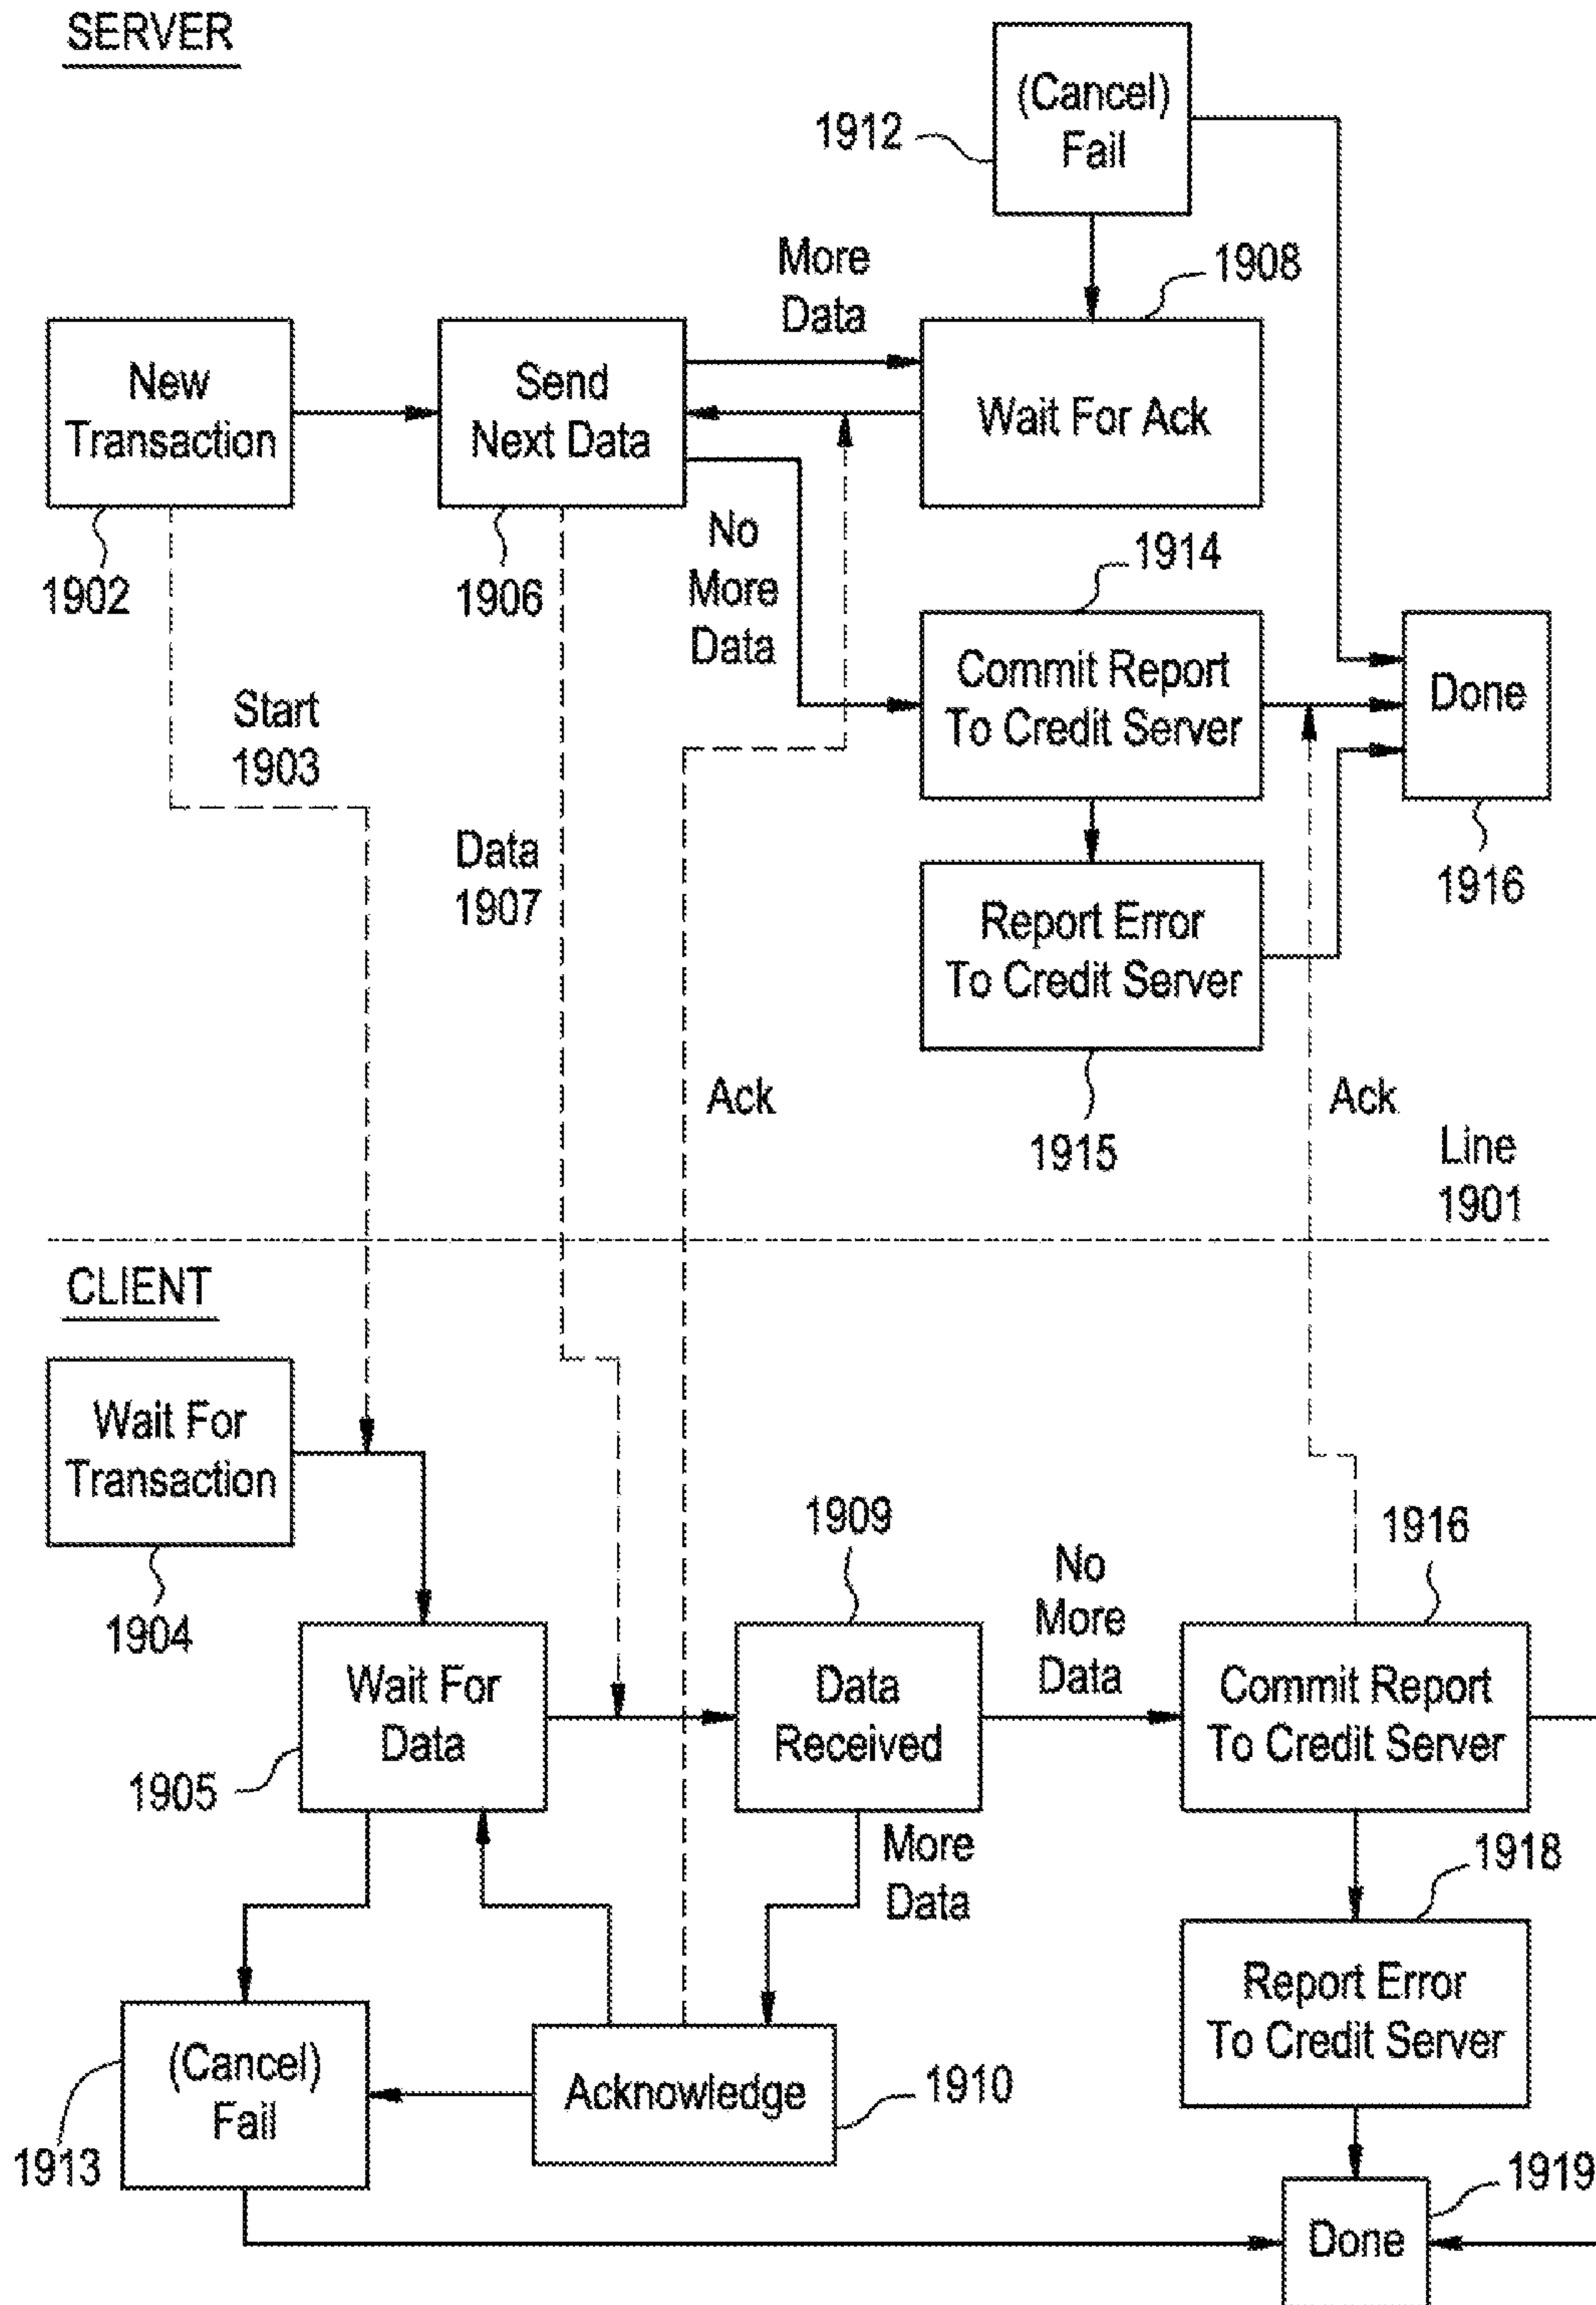 SERVER
(Cancel)
Fail
1912
More
Data
1908
New
Transaction
Send
Next Data
Wait For Ack
1902
1906
No
More
Data
1914
Commit Report
To Credit Server
Done
Start
1903
Data
1907
1916
Report Error
To Credit Server
Ack
Ack
1915
Line
1901
CLIENT
Wait For
Transaction
1904
1909
No
More
Data
1916
Wait For
Data
Data
Received
Commit Report
To Credit Server
1905
More
Data
1918
(Cancel)
Fail
Acknowledge
1910
Report Error
To Credit Server
1913
1919
Done